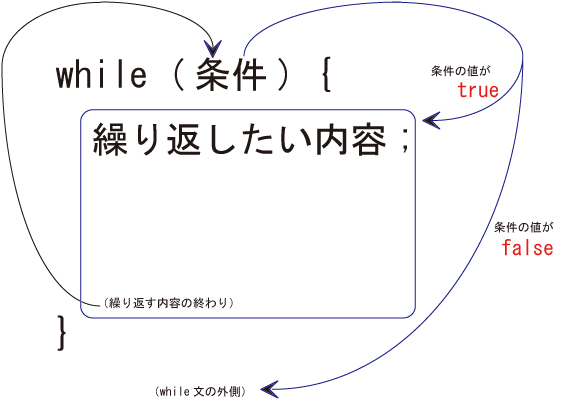 while (条件) {
条件の値が
true
繰り返したい内容;
条件の値が
false
(繰り返す内容の終わり)
}
(while 文の外側)